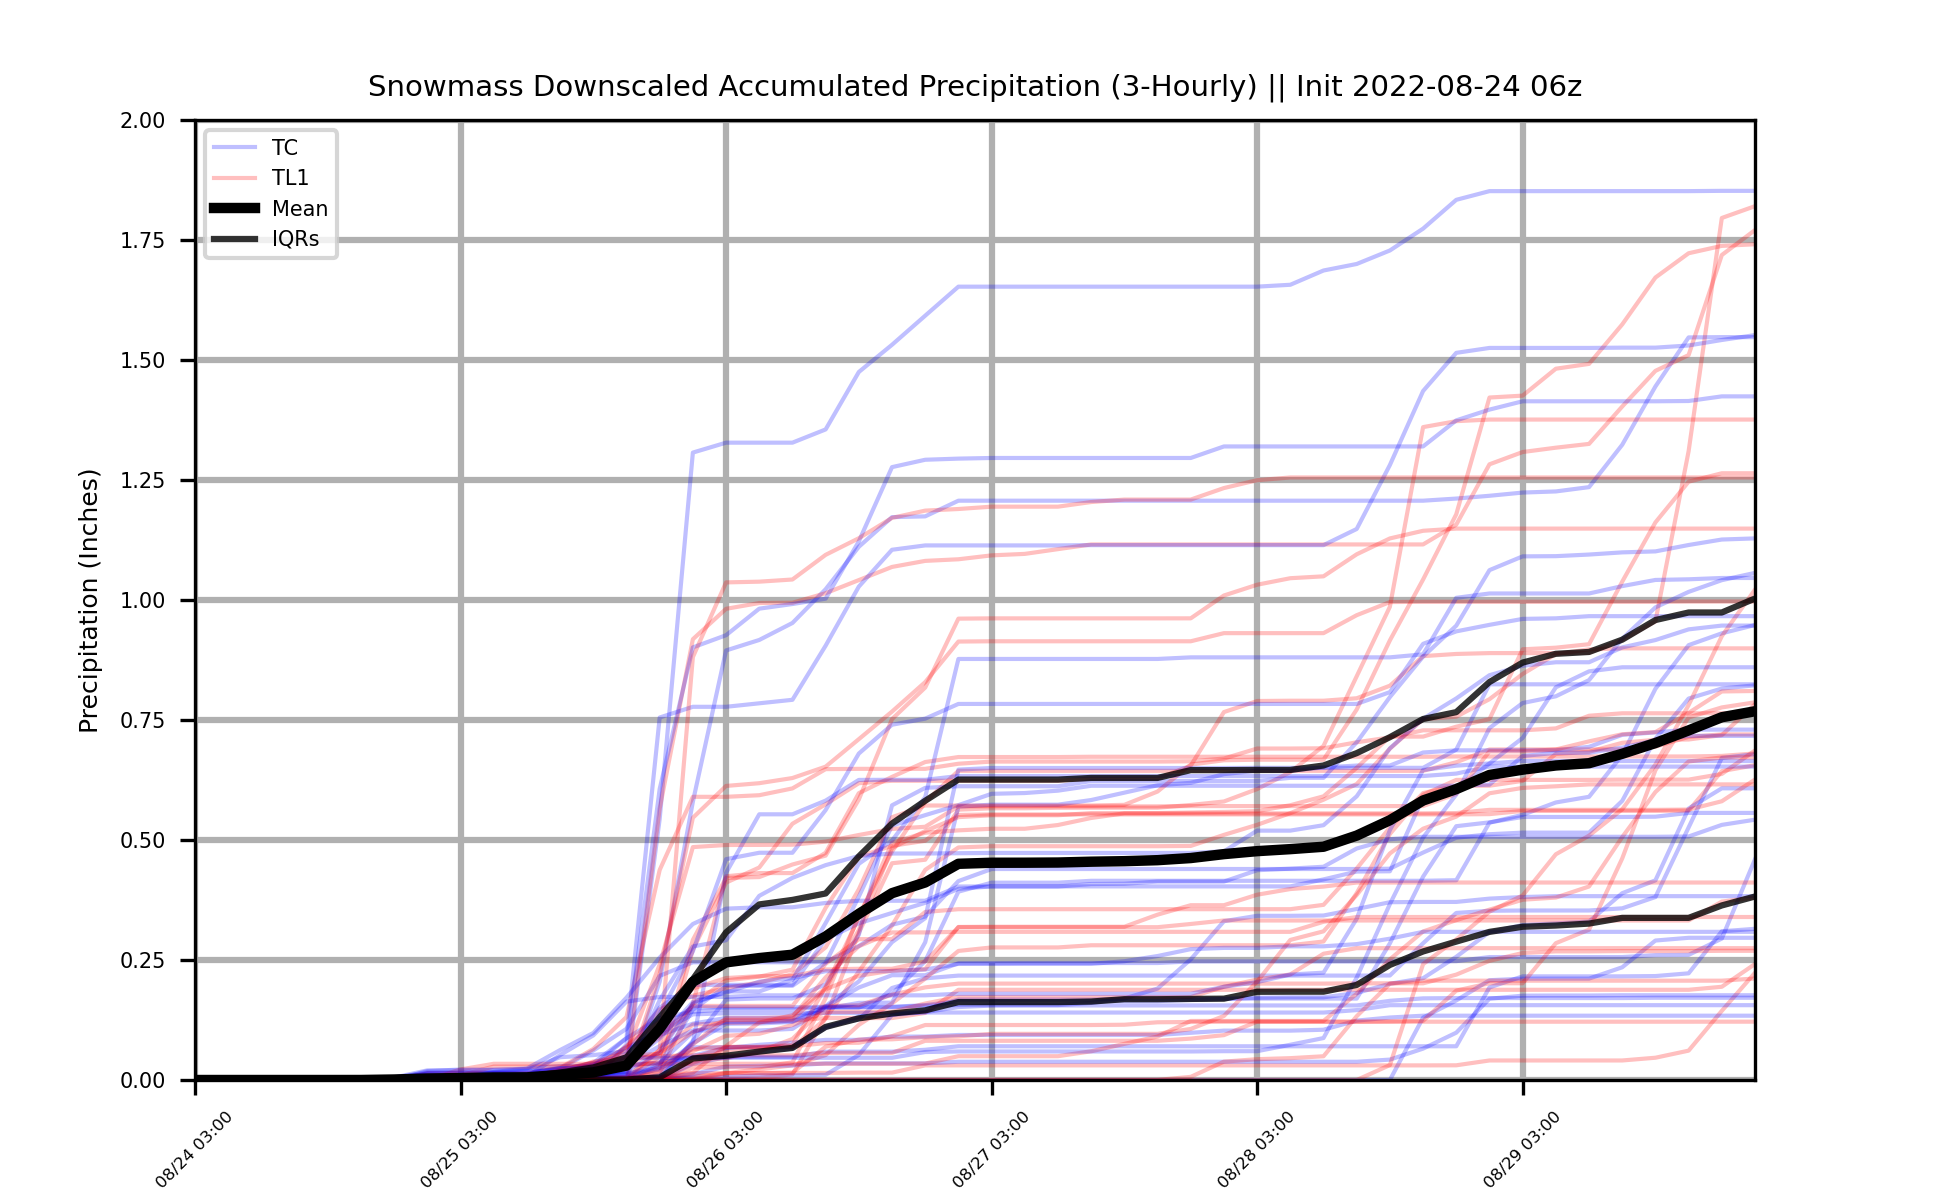 Snowmass Downscaled Accumulated Precipitation (3-Hourly) || Init 2022-08-24 06z
TC
TL1
Mean
IQRs
Precipitation (Inches)
2.00
1.75
1.50
1.25
1.00
0.75
0.50
0.25
0.00
08/24 03:00
08/25 03:00
08/26 03:00
08/27 03:00
08/28 03:00
08/29 03:00